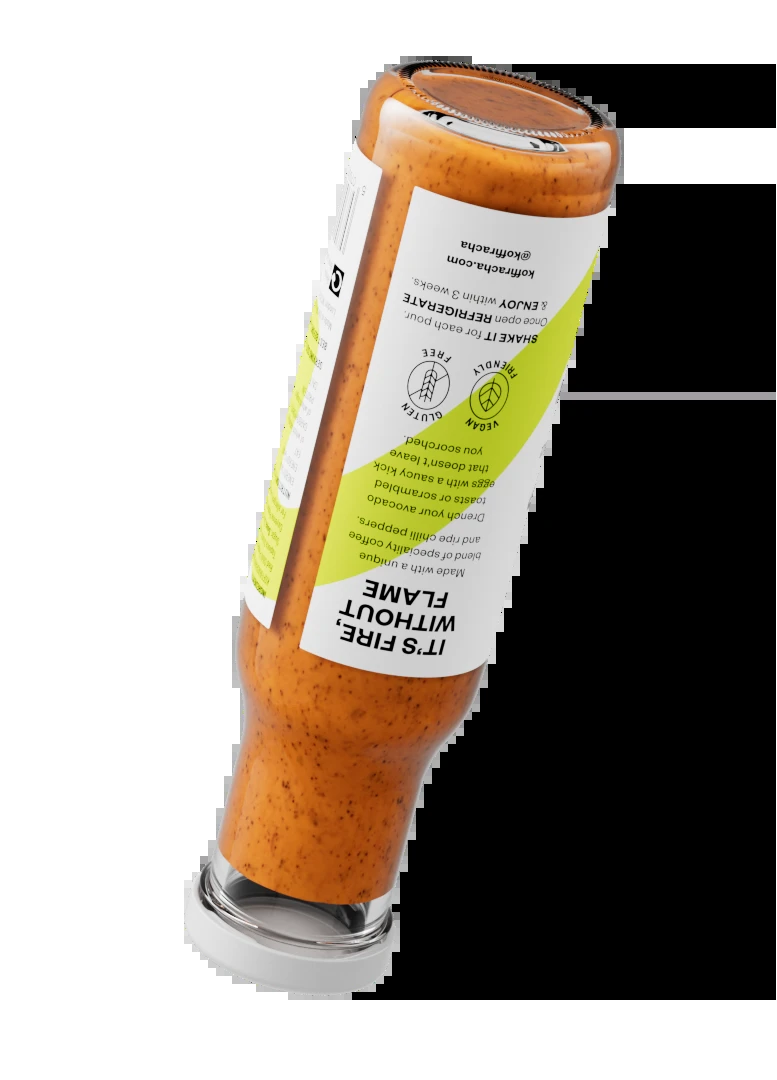 IT'S FIRE,
WITHOUT
FLAME
Made with a unique
blend of speciality coffee
and ripe chilli peppers.
Drench your avocado
toasts or scrambled
eggs with a saucy kick
that doesn't leave
you scorched.
VEGAN FRIENDLY
GLUTEN FREE
SHAKE IT for each pour.
Once open REFRIGERATE
& ENJOY within 3 weeks.
koffiracha.com
@koffiracha